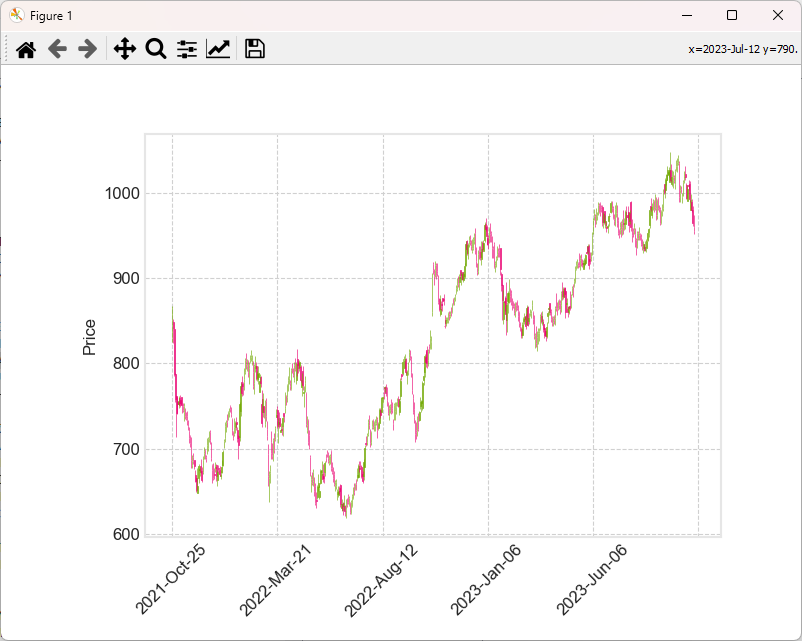 Figure 1
x=2023-Jul-12 y=790.
Price
1000
900
800
700
600
2021-Oct-25
2022-Mar-21
2022-Aug-12
2023-Jan-06
2023-Jun-06